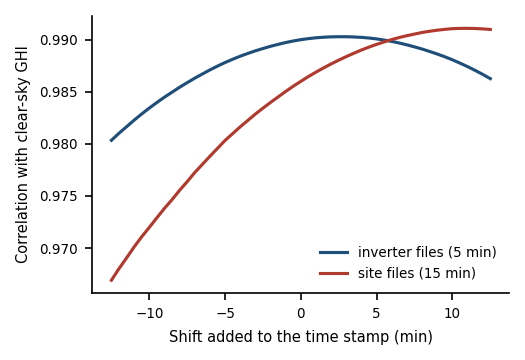 Correlation with clear-sky GHI
0.990
0.985
0.980
0.975
0.970
inverter files (5 min)
site files (15 min)
−10
−5
0
5
10
Shift added to the time stamp (min)